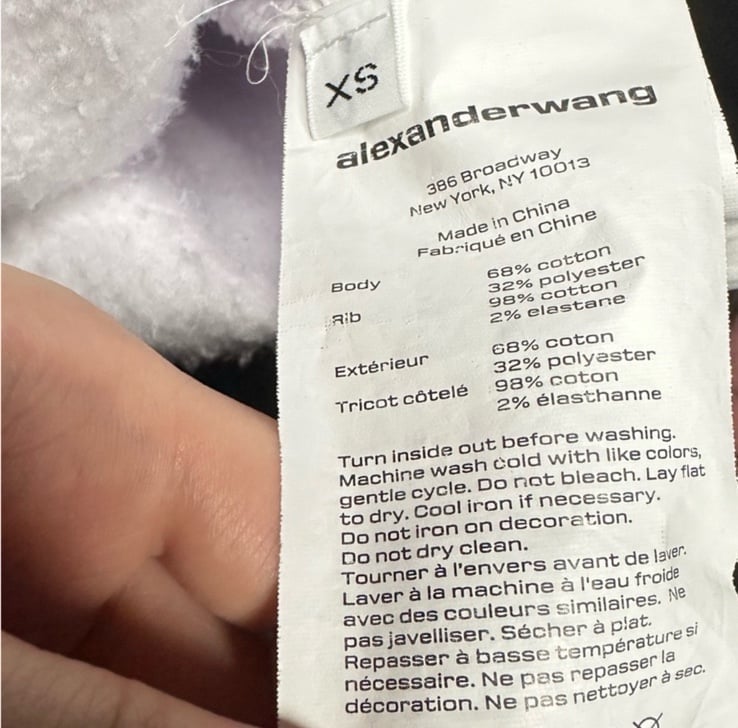 XS
alexanderwang
386 Broadway
New York, NY 10013
Made in China
Fabriqué en Chine
Body 68% cotton
32% polyester
Rib 98% cotton
2% elastane
Extérieur 68% coton
32% polyester
Tricot côtelé 98% coton
2% élasthanne
Turn inside out before washing.
Machine wash cold with like colors,
gentle cycle. Do not bleach. Lay flat
to dry. Cool iron if necessary.
Do not iron on decoration.
Do not dry clean.
Tourner à l'envers avant de laver.
Laver à la machine à l'eau froide
avec des couleurs similaires. Ne
pas javelliser. Sécher à plat.
Repasser à basse température si
nécessaire. Ne pas repasser la
décoration. Ne pas nettoyer à sec.